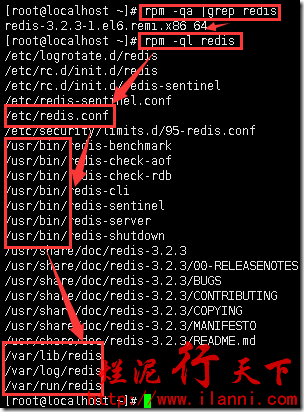 [root@localhost ~]# rpm -qa |grep redis
redis-3.2.3-1.el6.remi.x86_64
[root@localhost ~]# rpm -ql redis
/etc/logrotate.d/redis
/etc/rc.d/init.d/redis
/etc/rc.d/init.d/redis-sentinel
/etc/redis-sentinel.conf
/etc/redis.conf
/etc/security/limits.d/95-redis.conf
/usr/bin/redis-benchmark
/usr/bin/redis-check-aof
/usr/bin/redis-check-rdb
/usr/bin/redis-cli
/usr/bin/redis-sentinel
/usr/bin/redis-server
/usr/bin/redis-shutdown
/usr/share/doc/redis-3.2.3
/usr/share/doc/redis-3.2.3/00-RELEASENOTES
/usr/share/doc/redis-3.2.3/BUGS
/usr/share/doc/redis-3.2.3/CONTRIBUTING
/usr/share/doc/redis-3.2.3/COPYING
/usr/share/doc/redis-3.2.3/MANIFESTO
/usr/share/doc/redis-3.2.3/README.md
/var/lib/redis
/var/log/redis
/var/run/redis
[root@localhost ~]#
烂泥行天下
http://www.ilanni.com